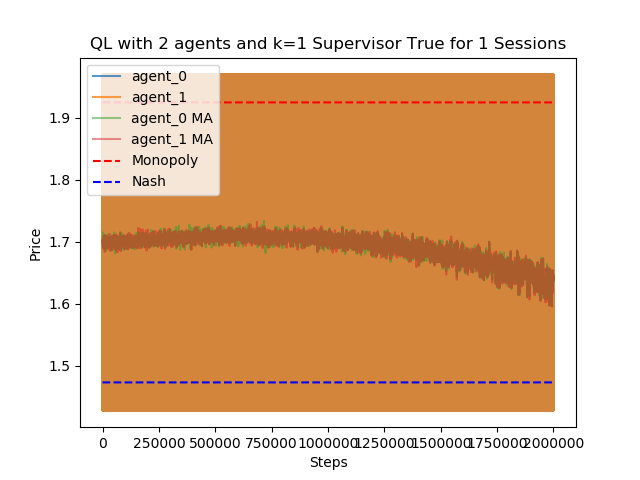 QL with 2 agents and k=1 Supervisor True for 1 Sessions
agent_0
agent_1
agent_0 MA
agent_1 MA
Monopoly
Nash
Price
1.9
1.8
1.7
1.6
1.5
0 250000 500000 750000 1000000 1250000 1500000 1750000 2000000
Steps